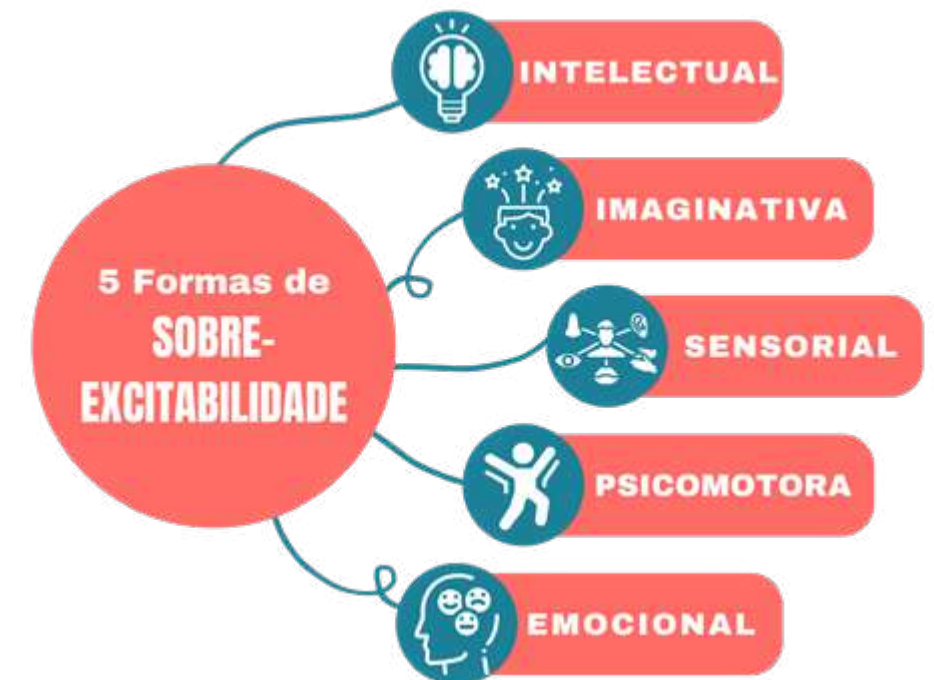 5 Formas de
SOBRE-
EXCITABILIDADE
INTELECTUAL
IMAGINATIVA
SENSORIAL
PSICOMOTORA
EMOCIONAL